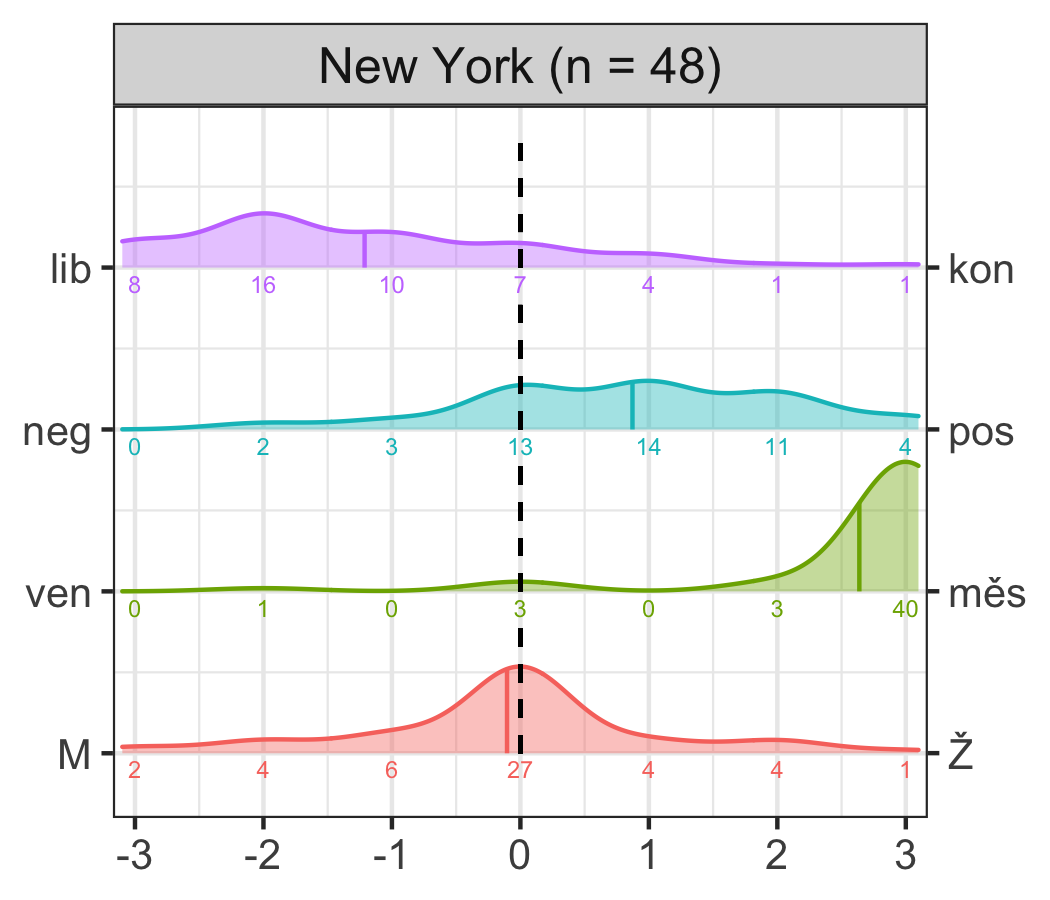 New York (n = 48)
lib kon
8 16 10 7 4 1 1
neg pos
0 2 3 13 14 11 4
ven měs
0 1 0 3 0 3 40
M Ž
2 4 6 27 4 4 1
-3 -2 -1 0 1 2 3